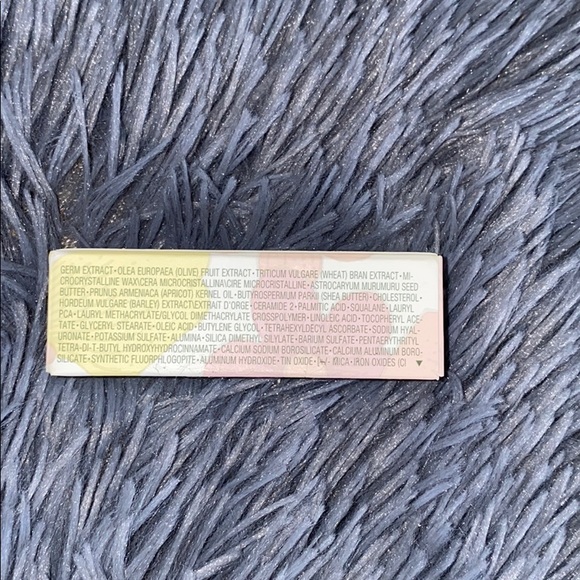 GERM EXTRACT • OLEA EUROPAEA (OLIVE) FRUIT EXTRACT • TRITICUM VULGARE (WHEAT) BRAN EXTRACT • MI-
CROCRYSTALLINE WAX\CERA MICROCRISTALLINA\CIRE MICROCRISTALLINE • ASTROCARYUM MURUMURU SEED
BUTTER • PRUNUS ARMENIACA (APRICOT) KERNEL OIL • BUTYROSPERMUM PARKII (SHEA BUTTER) • CHOLESTEROL •
HORDEUM VULGARE (BARLEY) EXTRACT\EXTRAIT D'ORGE • CERAMIDE 2 • PALMITIC ACID • SQUALANE • LAURYL
PCA • LAURYL METHACRYLATE/GLYCOL DIMETHACRYLATE CROSSPOLYMER • LINOLEIC ACID • TOCOPHERYL ACE-
TATE • GLYCERYL STEARATE • OLEIC ACID • BUTYLENE GLYCOL • TETRAHEXYLDECYL ASCORBATE • SODIUM HYAL-
URONATE • POTASSIUM SULFATE • ALUMINA • SILICA DIMETHYL SILYLATE • BARIUM SULFATE • PENTAERYTHRITYL
TETRA-DI-T-BUTYL HYDROXYHYDROCINNAMATE • CALCIUM SODIUM BOROSILICATE • CALCIUM ALUMINUM BORO-
SILICATE • SYNTHETIC FLUORPHLOGOPITE • ALUMINUM HYDROXIDE • TIN OXIDE • [+/- MICA • IRON OXIDES (CI ▼